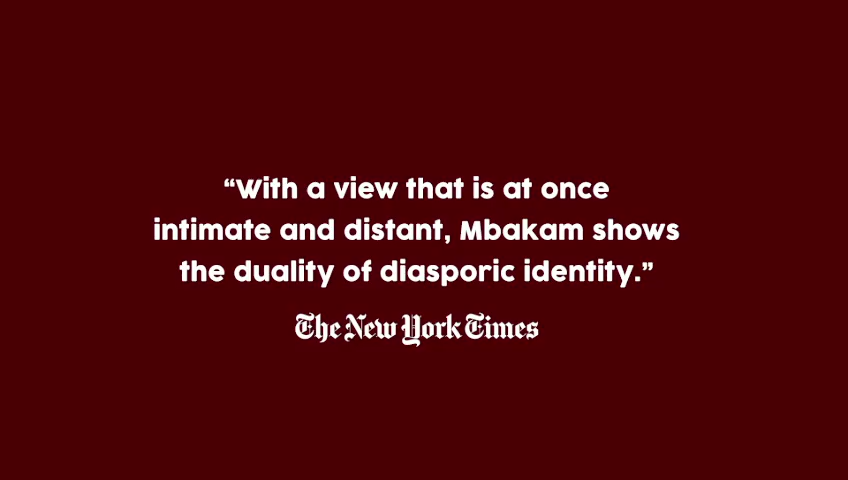 “With a view that is at once
intimate and distant, Mbakam shows
the duality of diasporic identity.”
The New York Times